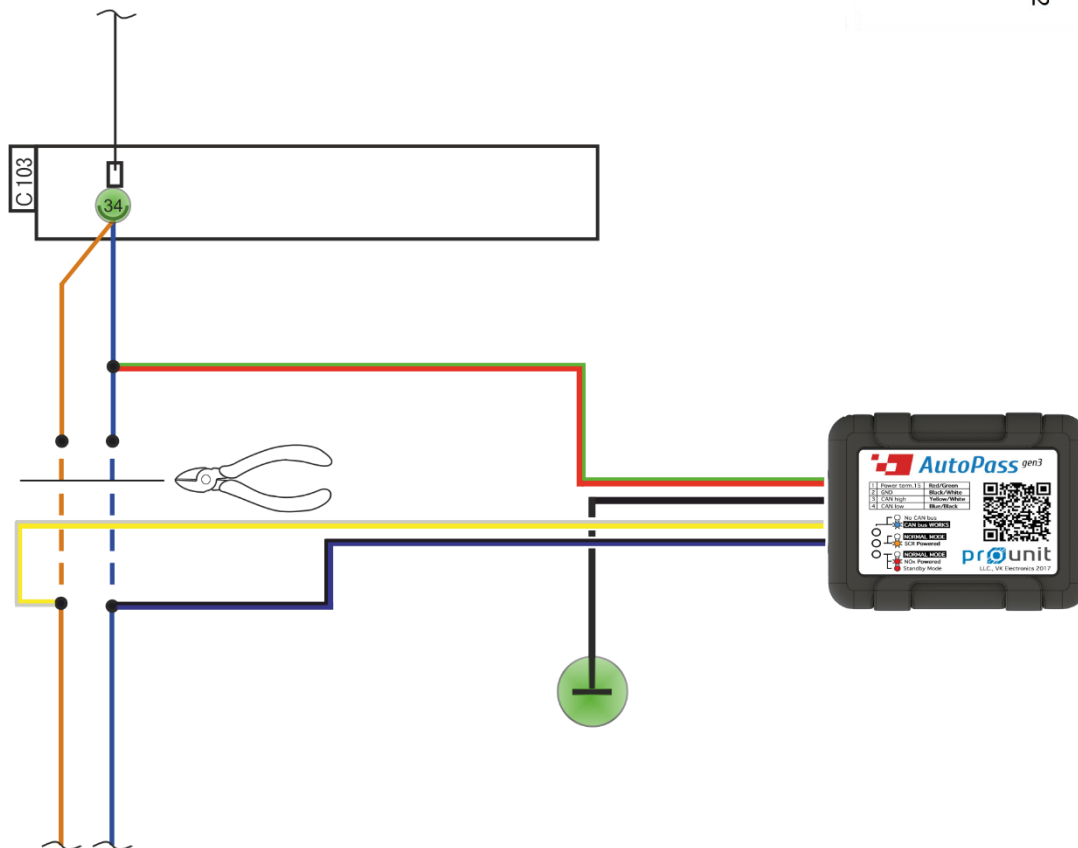 2
C 103
34
AutoPass gen3
1 Power term.15 Red/Green
2 GND Black/White
3 CAN high Yellow/White
4 CAN low Blue/Black
No CAN bus
CAN bus WORKS
NORMAL MODE
SCR Powered
NORMAL MODE
NOx Powered
Standby Mode
prounit
LLC., VK Electronics 2017